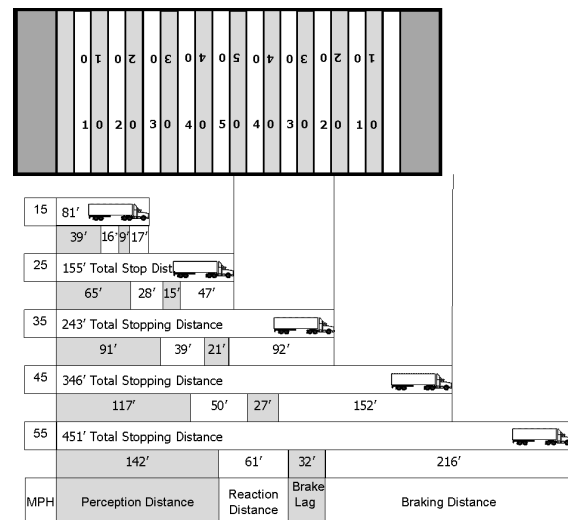 0 1 0 2 0 3 0 4 0 5 0 4 0 3 0 2 0 1
1 0 2 0 3 0 4 0 5 0 4 0 3 0 2 0 1 0
15 81′
39′ 16′ 9′ 17′
25 155′ Total Stop Dist
65′ 28′ 15′ 47′
35 243′ Total Stopping Distance
91′ 39′ 21′ 92′
45 346′ Total Stopping Distance
117′ 50′ 27′ 152′
55 451′ Total Stopping Distance
142′ 61′ 32′ 216′
MPH Perception Distance Reaction Distance Brake Lag Braking Distance